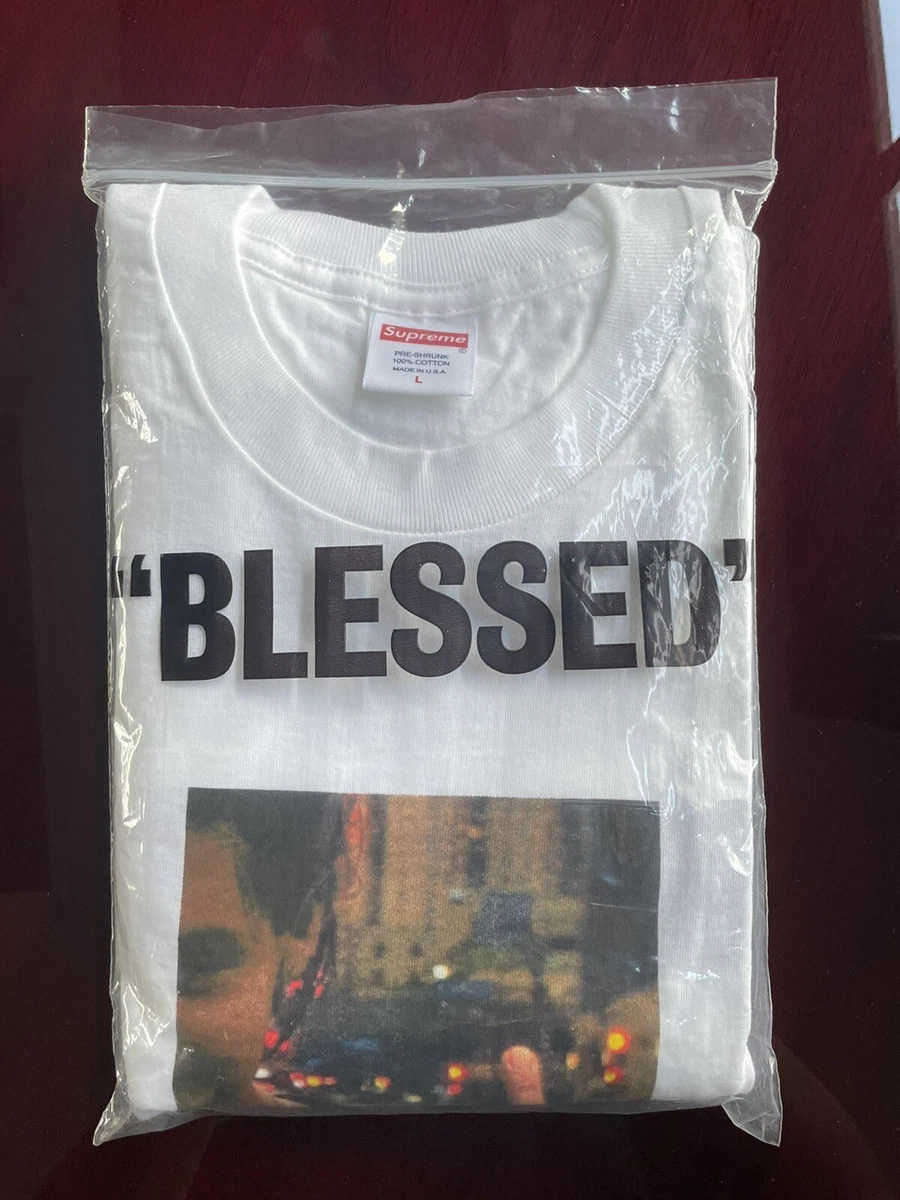 Supreme®
PRE-SHRUNK
100% COTTON
MADE IN U.S.A.
L
“BLESSED”